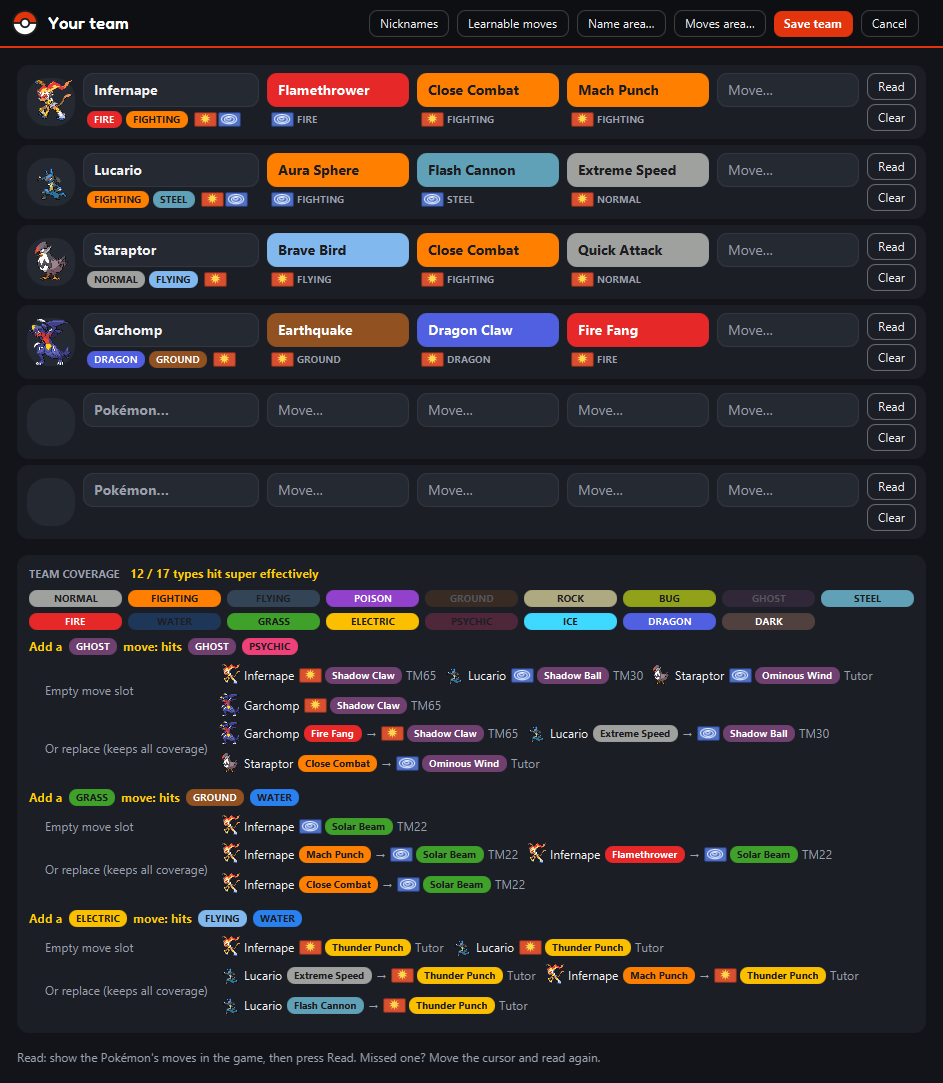 Your team Nicknames Learnable moves Name area... Moves area... Save team Cancel
Infernape Flamethrower Close Combat Mach Punch Move... Read
FIRE FIGHTING FIRE FIGHTING FIGHTING Clear
Lucario Aura Sphere Flash Cannon Extreme Speed Move... Read
FIGHTING STEEL FIGHTING STEEL NORMAL Clear
Staraptor Brave Bird Close Combat Quick Attack Move... Read
NORMAL FLYING FLYING FIGHTING NORMAL Clear
Garchomp Earthquake Dragon Claw Fire Fang Move... Read
DRAGON GROUND GROUND DRAGON FIRE Clear
Pokémon... Move... Move... Move... Move... Read
Clear
Pokémon... Move... Move... Move... Move... Read
Clear
TEAM COVERAGE 12 / 17 types hit super effectively
NORMAL FIGHTING FLYING POISON GROUND ROCK BUG GHOST STEEL
FIRE WATER GRASS ELECTRIC PSYCHIC ICE DRAGON DARK
Add a GHOST move: hits GHOST PSYCHIC
Empty move slot Infernape Shadow Claw TM65 Lucario Shadow Ball TM30 Staraptor Ominous Wind Tutor
Garchomp Shadow Claw TM65
Or replace (keeps all coverage) Garchomp Fire Fang → Shadow Claw TM65 Lucario Extreme Speed → Shadow Ball TM30
Staraptor Close Combat → Ominous Wind Tutor
Add a GRASS move: hits GROUND WATER
Empty move slot Infernape Solar Beam TM22
Or replace (keeps all coverage) Infernape Mach Punch → Solar Beam TM22 Infernape Flamethrower → Solar Beam TM22
Infernape Close Combat → Solar Beam TM22
Add a ELECTRIC move: hits FLYING WATER
Empty move slot Infernape Thunder Punch Tutor Lucario Thunder Punch Tutor
Or replace (keeps all coverage) Lucario Extreme Speed → Thunder Punch Tutor Infernape Mach Punch → Thunder Punch Tutor
Lucario Flash Cannon → Thunder Punch Tutor
Read: show the Pokémon's moves in the game, then press Read. Missed one? Move the cursor and read again.